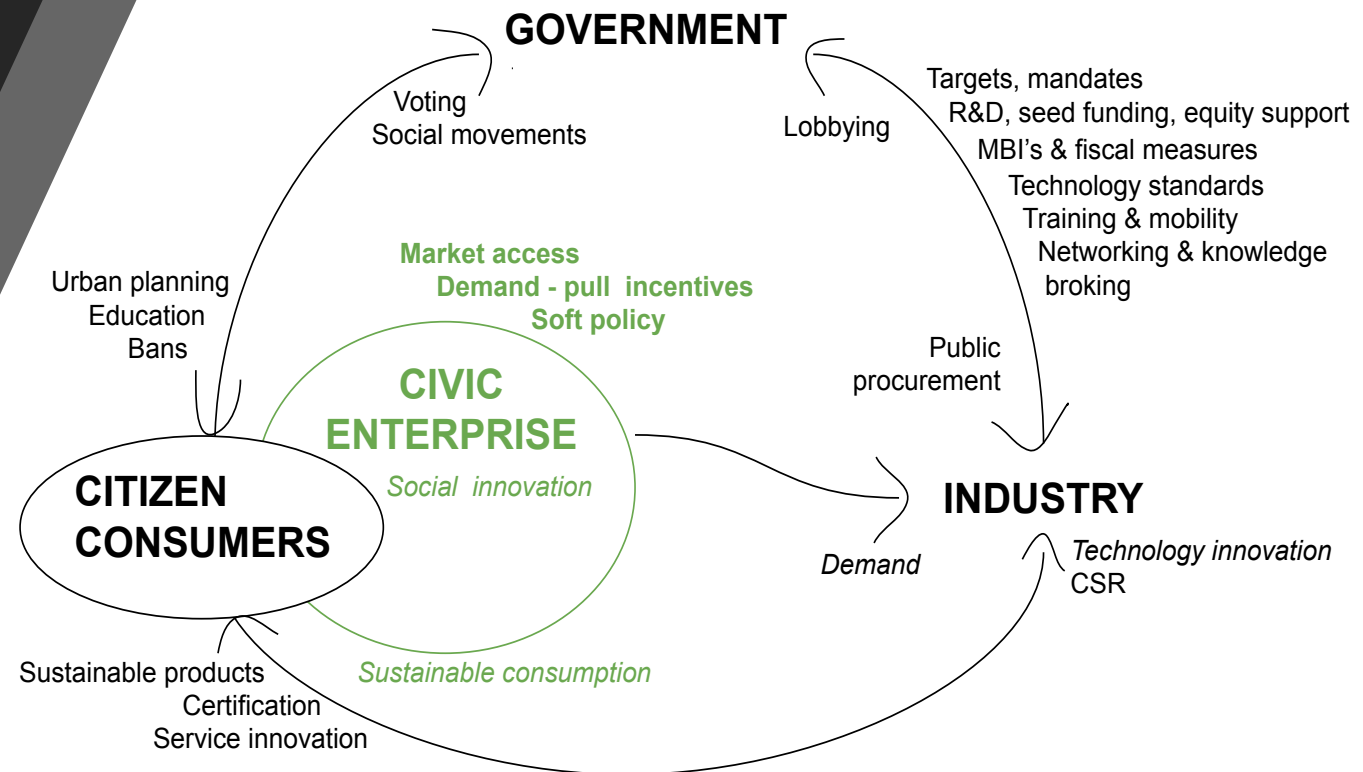 GOVERNMENT
Voting
Social movements
Lobbying
Targets, mandates
R&D, seed funding, equity support
MBI's & fiscal measures
Technology standards
Training & mobility
Networking & knowledge
broking
Urban planning
Education
Bans
Market access
Demand - pull incentives
Soft policy
Public
procurement
CIVIC
ENTERPRISE
Social innovation
CITIZEN
CONSUMERS
INDUSTRY
Demand
Technology innovation
CSR
Sustainable products
Certification
Service innovation
Sustainable consumption